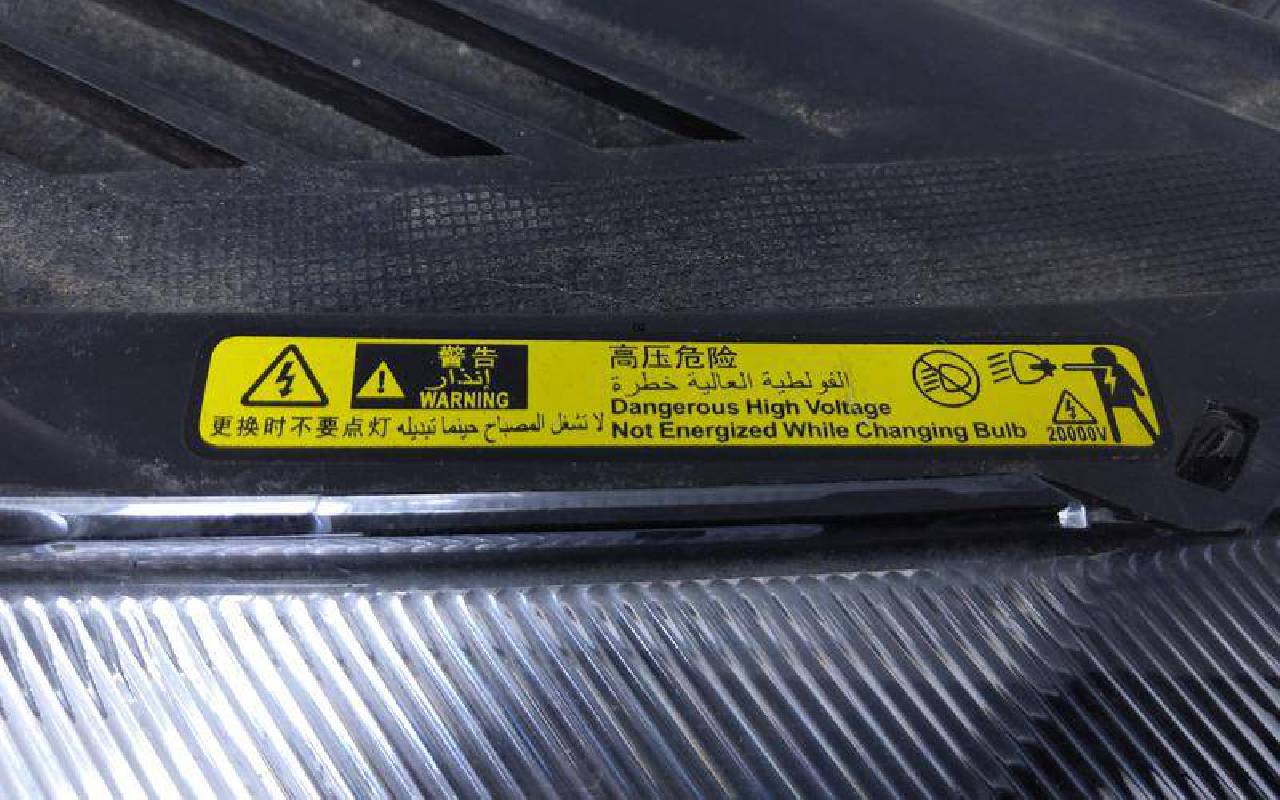 警告
انذار
WARNING
更换时不要点灯 لا تشغل المصباح حينما تبديله
高压危险
الفولطية العالية خطرة
Dangerous High Voltage
Not Energized While Changing Bulb
20000V